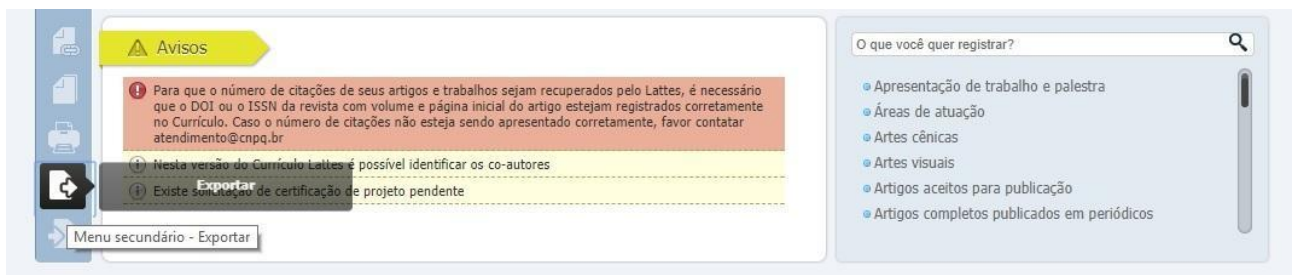 Avisos
Para que o número de citações de seus artigos e trabalhos sejam recuperados pelo Lattes, é necessário
que o DOI ou o ISSN da revista com volume e página inicial do artigo estejam registrados corretamente
no Currículo. Caso o número de citações não esteja sendo apresentado corretamente, favor contatar
atendimento@cnpq.br
Nesta versão do Currículo Lattes é possível identificar os co-autores
Existe solicitação de certificação de projeto pendente
Exportar
Menu secundário - Exportar
O que você quer registrar?
Apresentação de trabalho e palestra
Áreas de atuação
Artes cênicas
Artes visuais
Artigos aceitos para publicação
Artigos completos publicados em periódicos